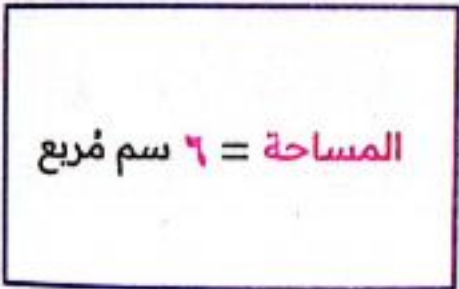 المساحة = ٦ سم مُربع